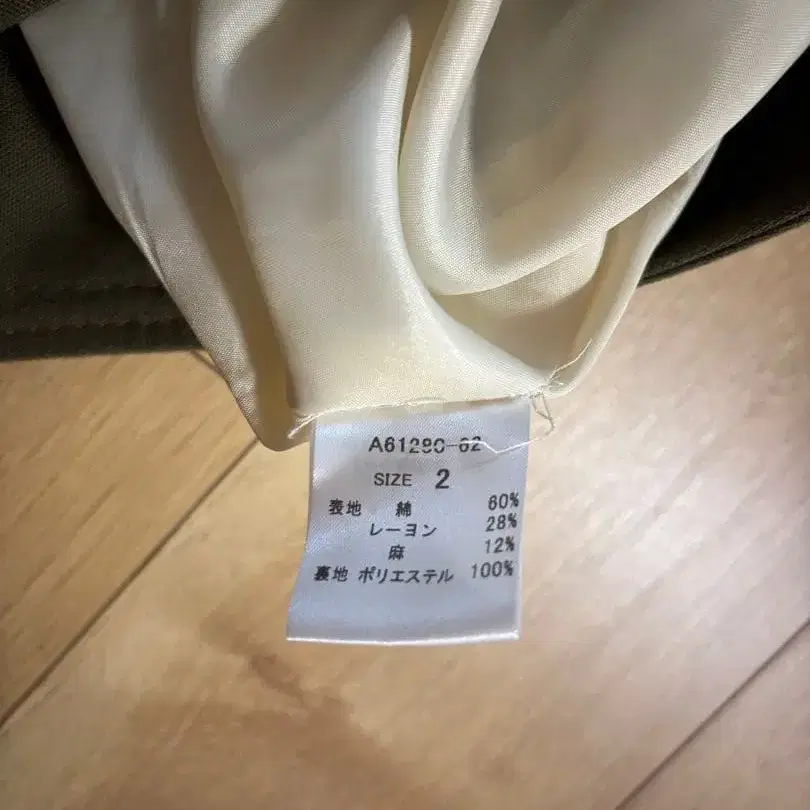 A61280-62
SIZE 2
表地 綿 60%
レーヨン 28%
麻 12%
裏地 ポリエステル 100%